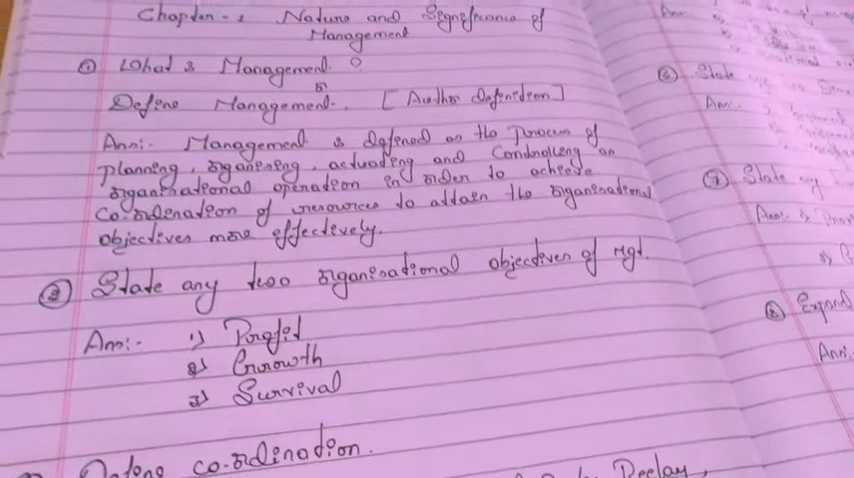 Chapter - 1 Nature and Significance of
Management
① What is Management ?
or
Define Management. [Author Definition]
Ans:- Management is defined as the Process of
planning, organising, actuating and Controlling an
organisational operation in order to achieve
Co-ordination of resources to attain the organisational
objectives more effectively.
② State any two organisational objectives of mgt.
Ans:- 1) Profit
2) Growth
3) Survival
Define co-ordination.
⑥ State
Ans:
⑦ State any
Ans:
⑧ Expand
Ans: